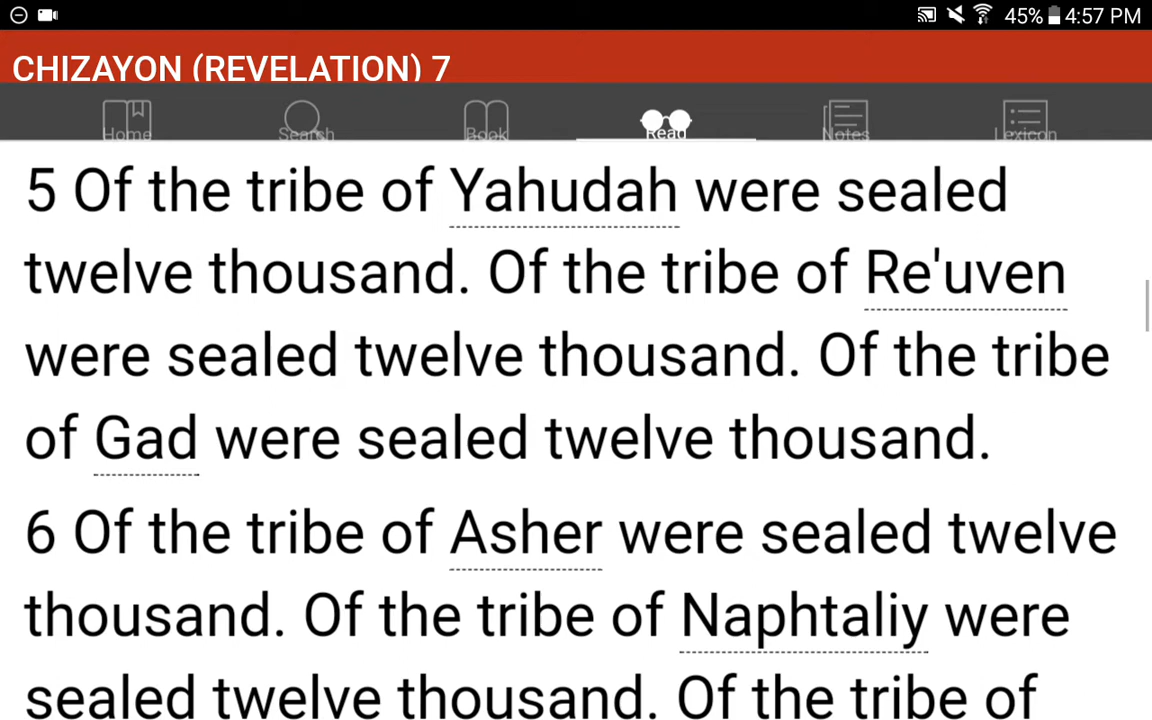 45% 4:57 PM
CHIZAYON (REVELATION) 7
Home Search Book Read Notes Lexicon
5 Of the tribe of Yahudah were sealed
twelve thousand. Of the tribe of Re'uven
were sealed twelve thousand. Of the tribe
of Gad were sealed twelve thousand.
6 Of the tribe of Asher were sealed twelve
thousand. Of the tribe of Naphtaliy were
sealed twelve thousand. Of the tribe of